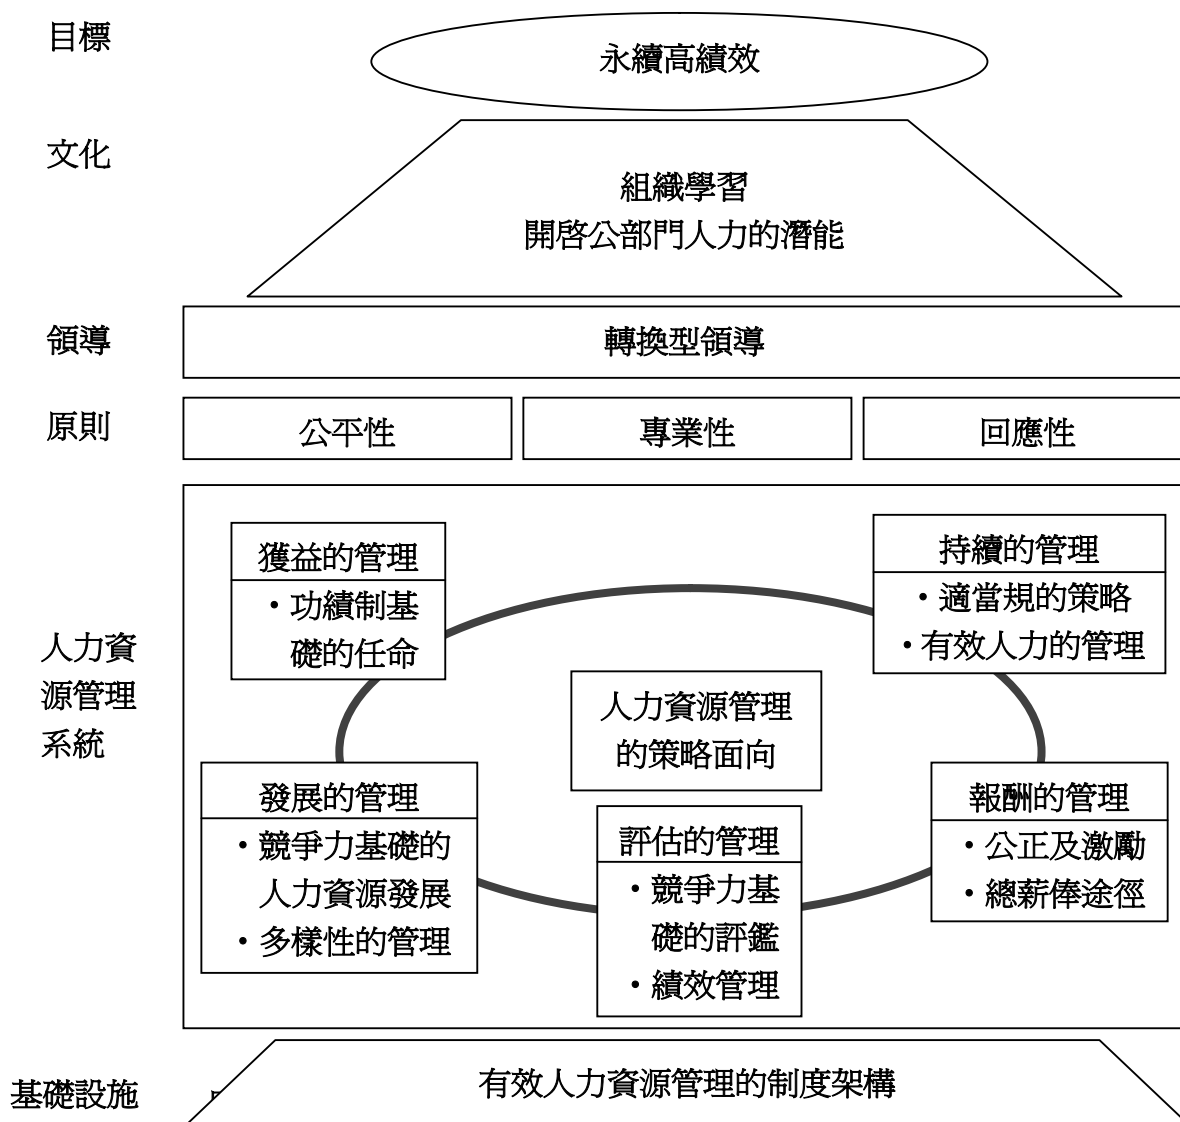 目標
永續高績效
文化
組織學習
開啓公部門人力的潛能
領導
轉換型領導
原則
公平性
專業性
回應性
人力資
源管理
系統
獲益的管理
・功績制基
礎的任命
持續的管理
・適當規的策略
・有效人力的管理
人力資源管理
的策略面向
發展的管理
・競爭力基礎的
人力資源發展
・多樣性的管理
評估的管理
・競爭力基
礎的評鑑
・績效管理
報酬的管理
・公正及激勵
・總薪俸途徑
基礎設施
有效人力資源管理的制度架構